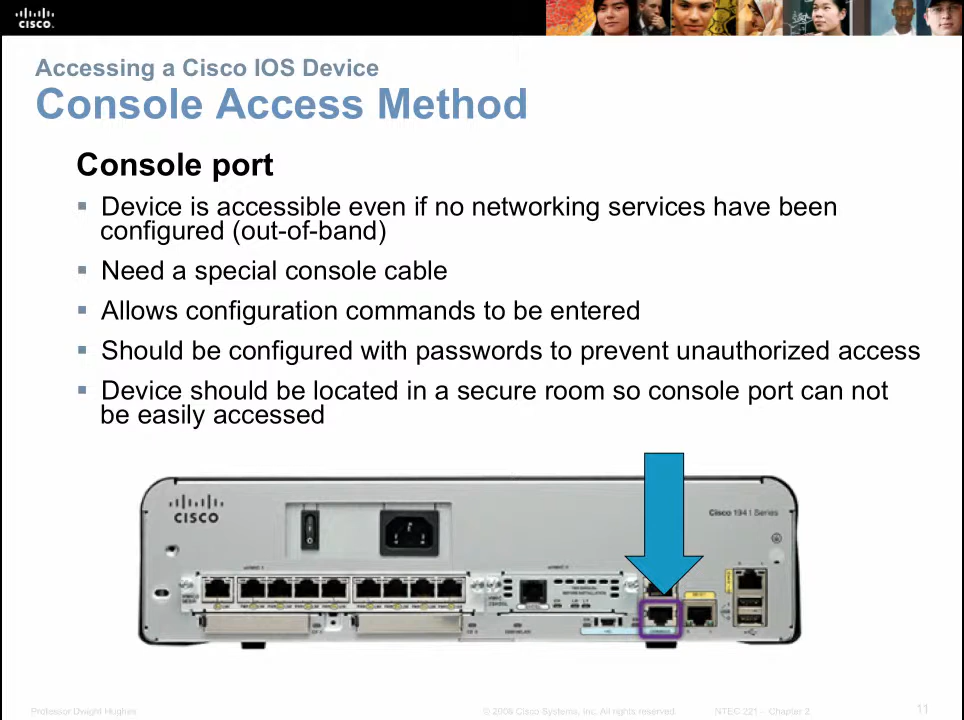 CISCO.
Accessing a Cisco IOS Device
Console Access Method
Console port
Device is accessible even if no networking services have been
configured (out-of-band)
Need a special console cable
Allows configuration commands to be entered
Should be configured with passwords to prevent unauthorized access
Device should be located in a secure room so console port can not
be easily accessed
CISCO
Cisco 1941 Series
Professor Dwight Hughes
© 2006 Cisco Systems, Inc. All rights reserved.
NTEC 221 - Chapter 2
11